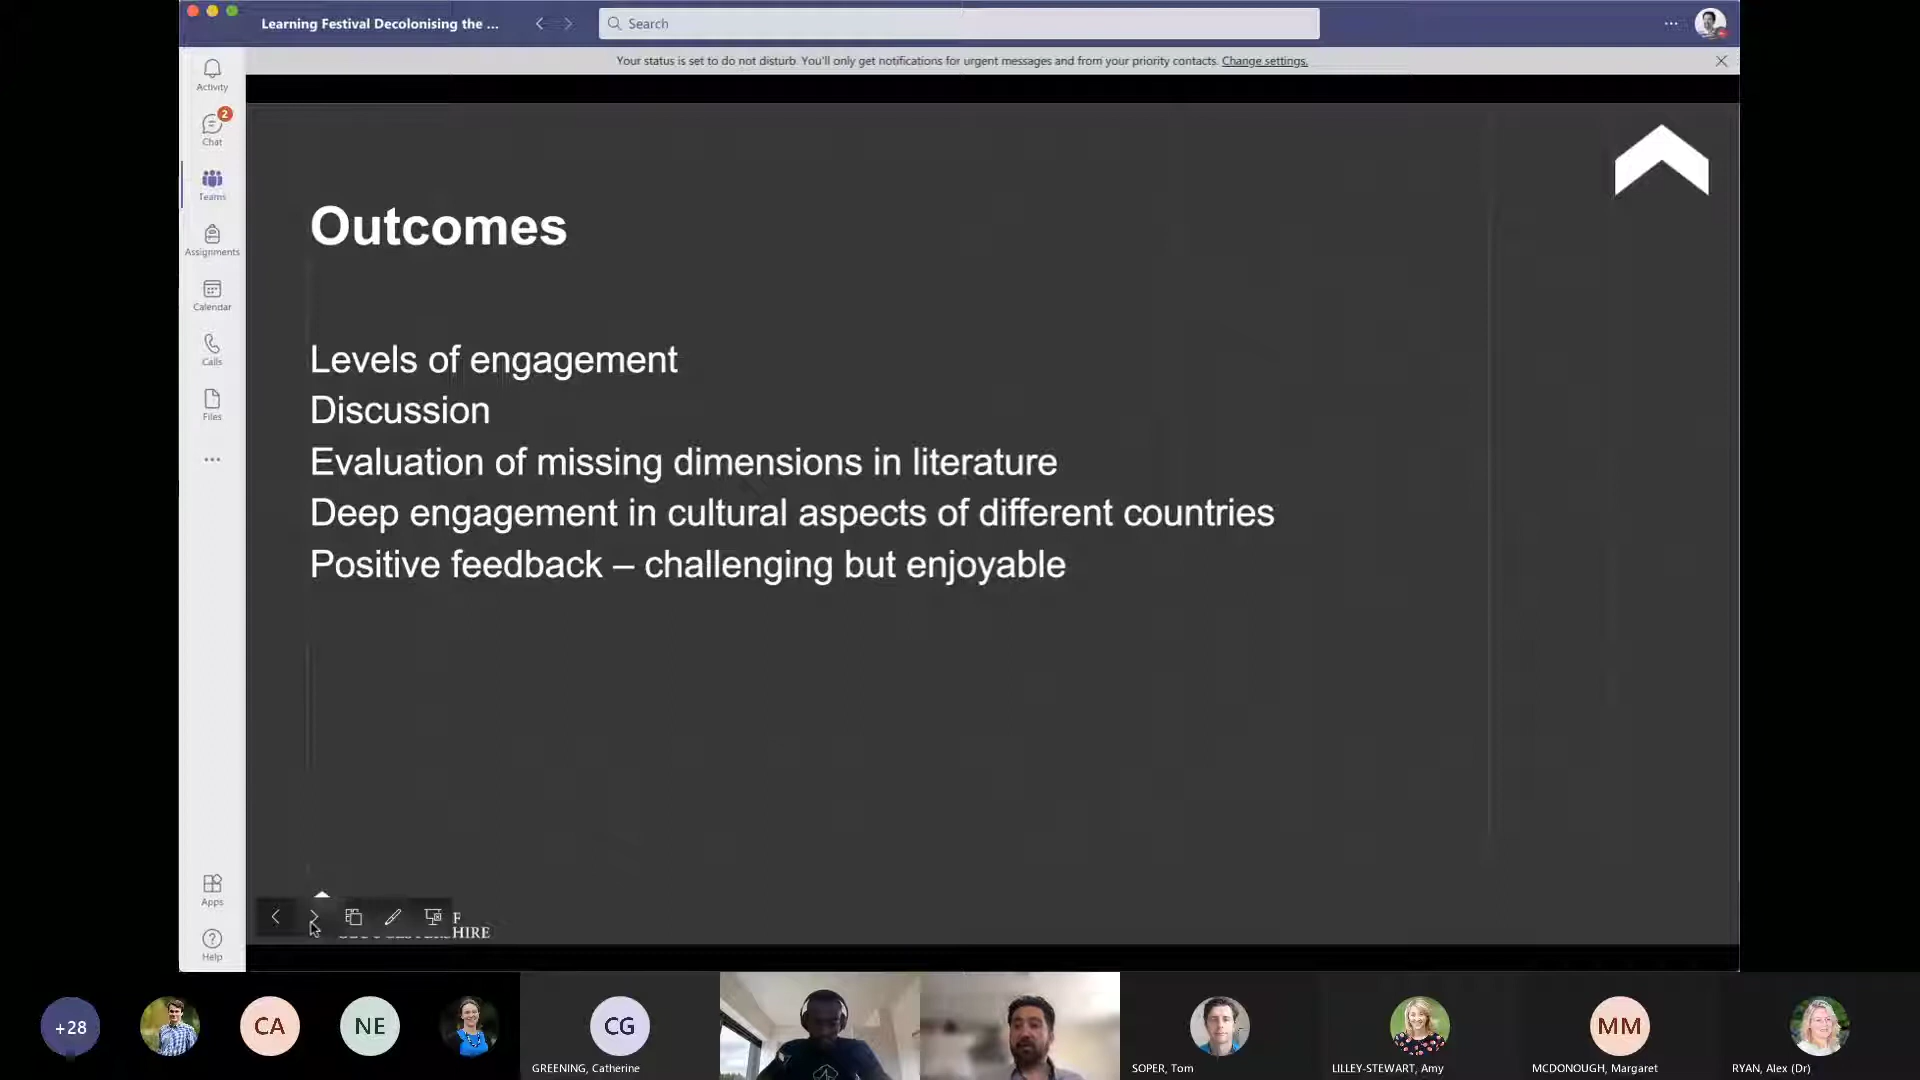 Learning Festival Decolonising the ...
Search
Your status is set to do not disturb. You'll only get notifications for urgent messages and from your priority contacts. Change settings.
Activity
2
Chat
Teams
Assignments
Calendar
Calls
Files
Apps
Help
Outcomes
Levels of engagement
Discussion
Evaluation of missing dimensions in literature
Deep engagement in cultural aspects of different countries
Positive feedback – challenging but enjoyable
F
HIRE
+28
CA
NE
CG
GREENING, Catherine
SOPER, Tom
LILLEY-STEWART, Amy
MM
MCDONOUGH, Margaret
RYAN, Alex (Dr)